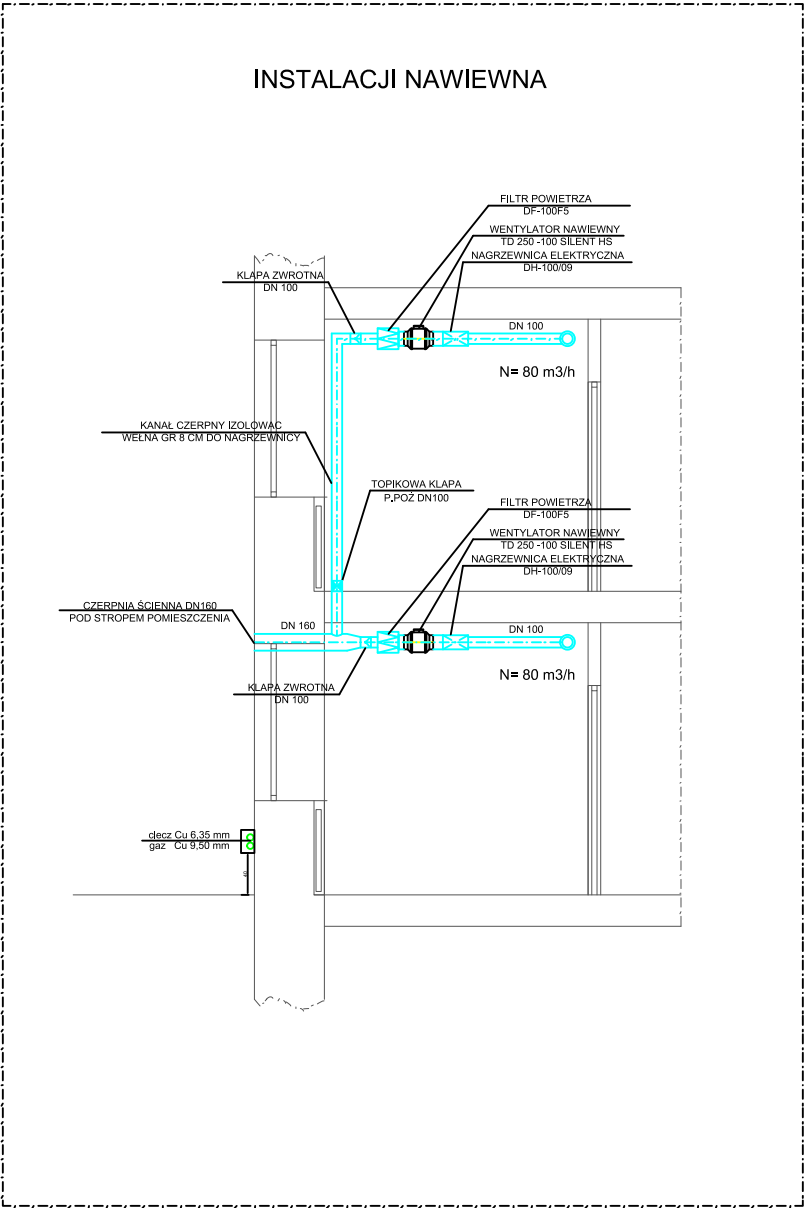 INSTALACJI NAWIEWNA
FILTR POWIETRZA
DF-100F5
WENTYLATOR NAWIEWNY
TD 250 -100 SILENT HS
NAGRZEWNICA ELEKTRYCZNA
DH-100/09
KLAPA ZWROTNA
DN 100
DN 100
N= 80 m3/h
KANAŁ CZERPNY IZOLOWAC
WEŁNA GR 8 CM DO NAGRZEWNICY
TOPIKOWA KLAPA
P.POŻ DN100
FILTR POWIETRZA
DF-100F5
WENTYLATOR NAWIEWNY
TD 250 -100 SILENT HS
NAGRZEWNICA ELEKTRYCZNA
DH-100/09
CZERPNIA ŚCIENNA DN160
POD STROPEM POMIESZCZENIA
DN 160
DN 100
N= 80 m3/h
KLAPA ZWROTNA
DN 100
ciecz Cu 6,35 mm
gaz Cu 9,50 mm
40